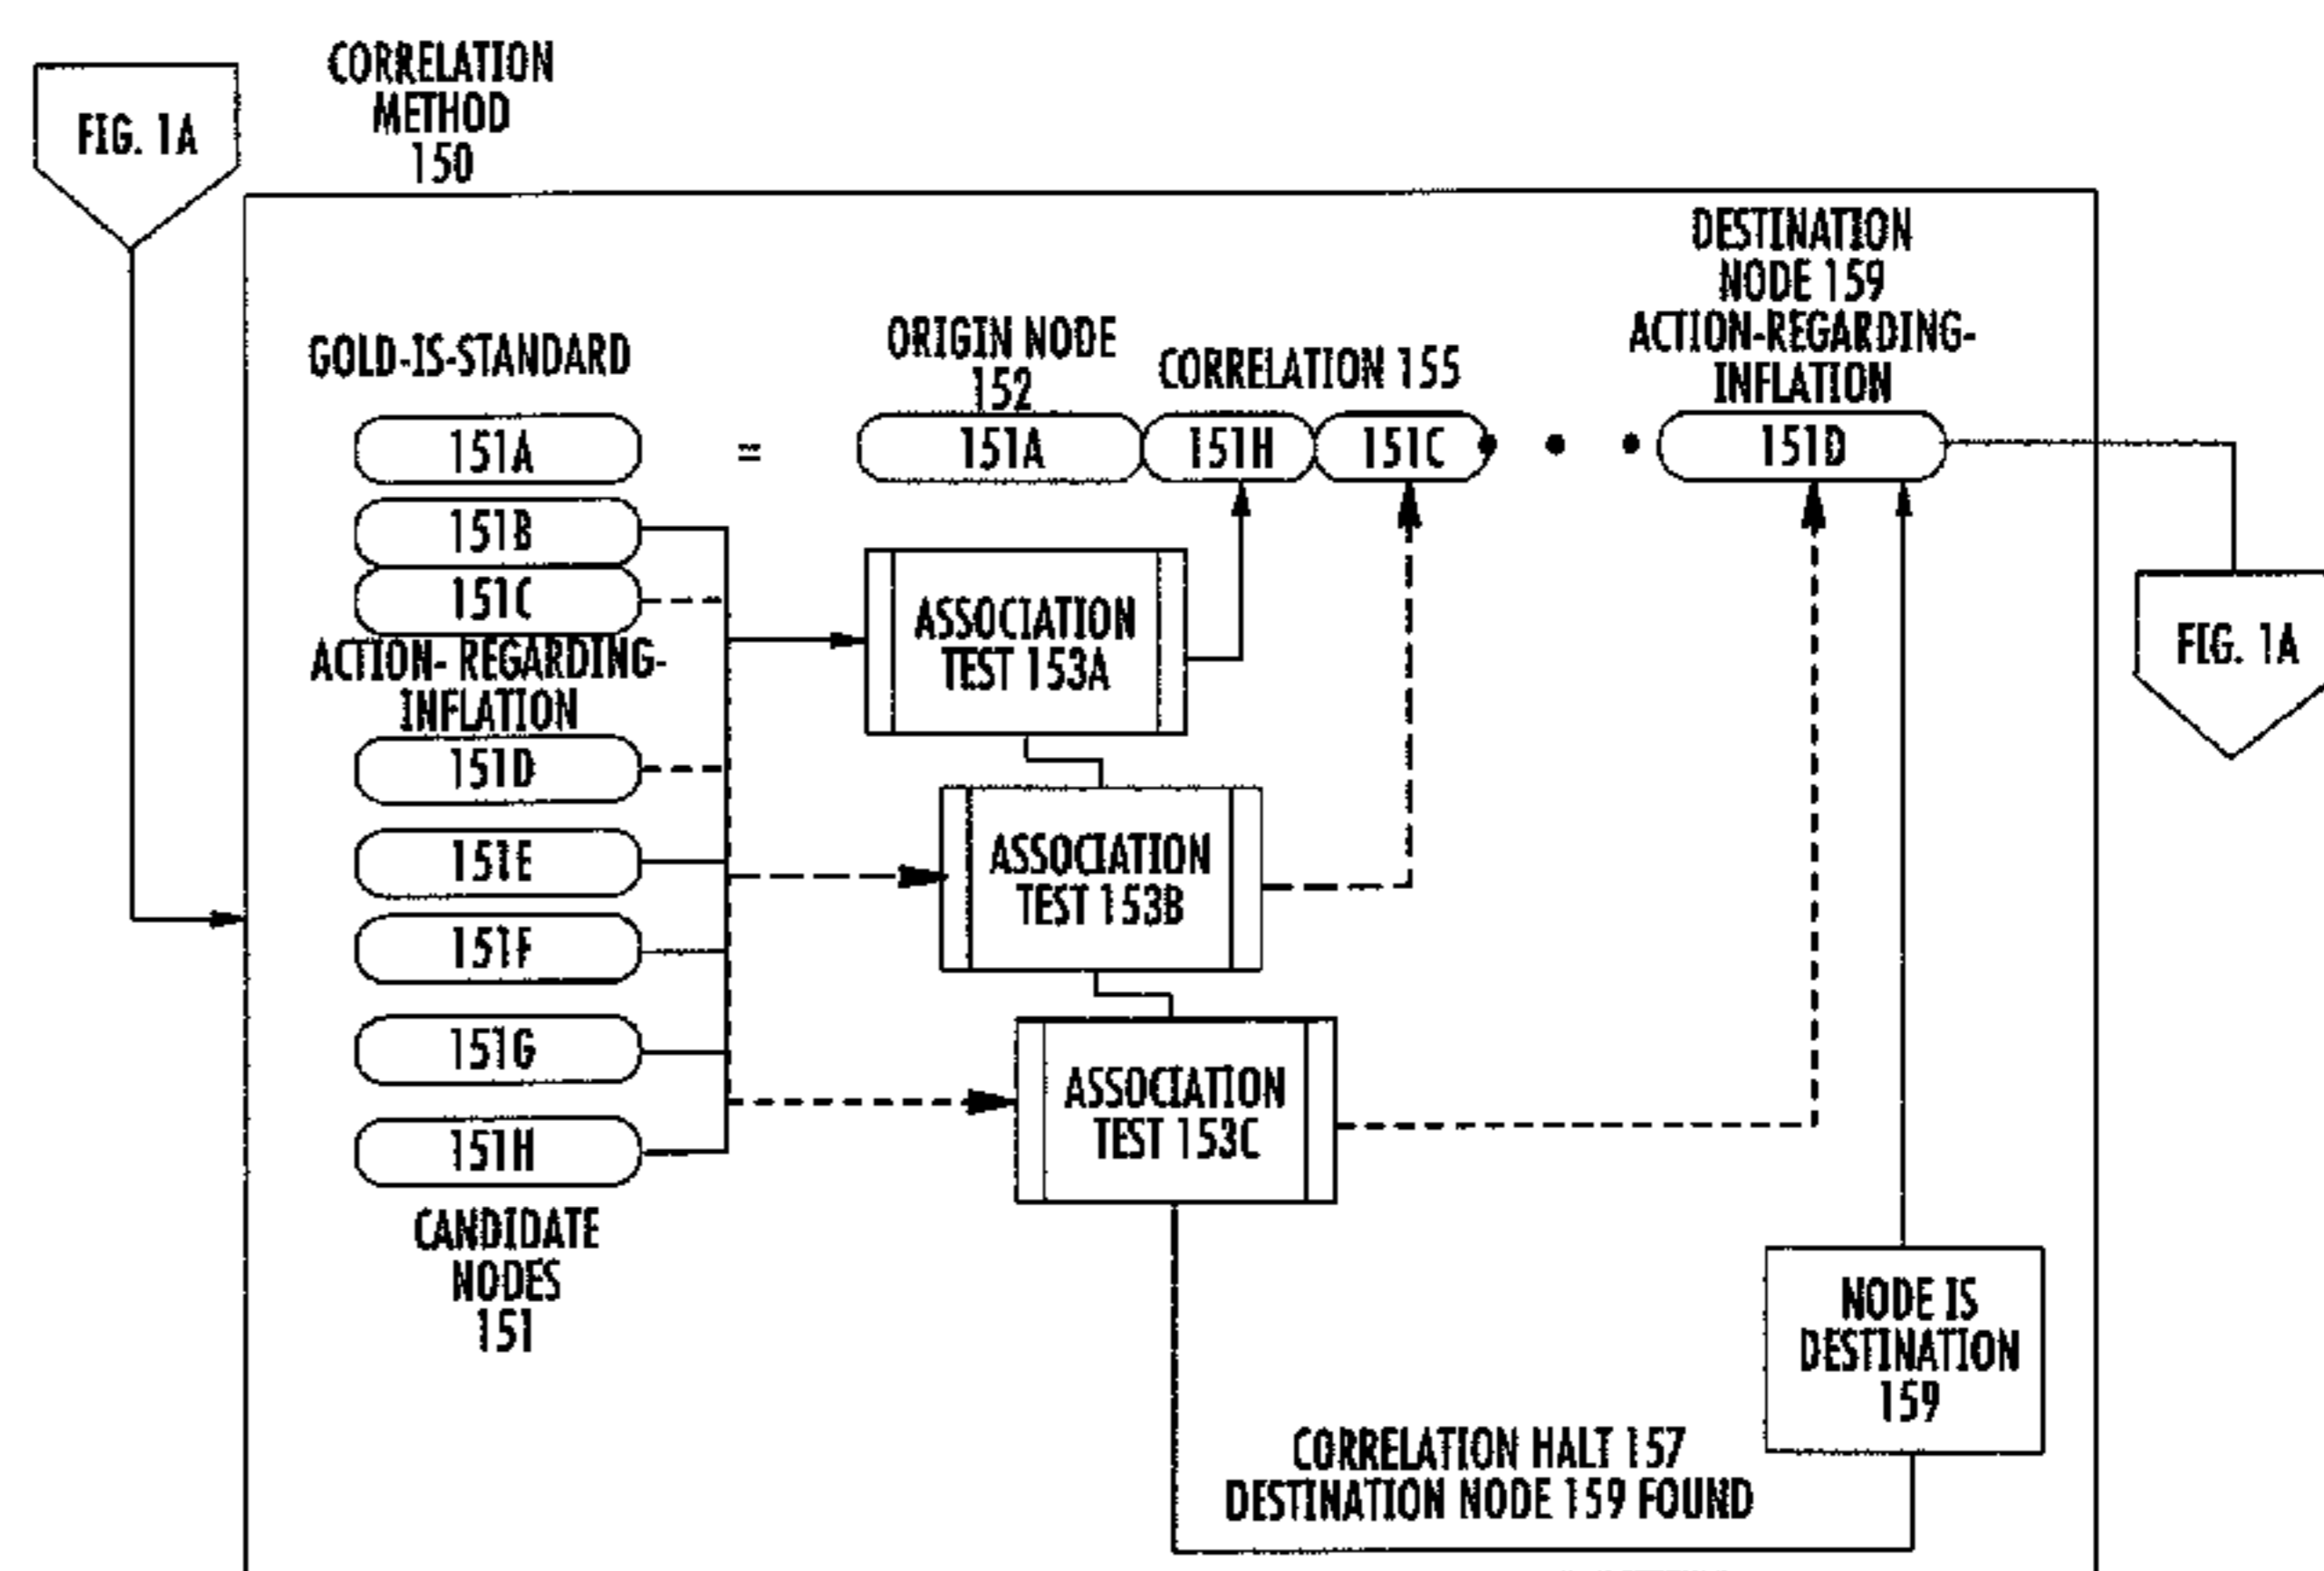 CORRELATION
METHOD
150
FIG. 1A
DESTINATION
NODE 159
ACTION-REGARDING-
INFLATION
GOLD-IS-STANDARD
ORIGIN NODE
152
CORRELATION 155
151A
=
151A
151H
151C
• • •
151D
151B
151C
ACTION- REGARDING-
INFLATION
151D
151E
151F
151G
151H
CANDIDATE
NODES
151
ASSOCIATION
TEST 153A
ASSOCIATION
TEST 153B
ASSOCIATION
TEST 153C
FIG. 1A
NODE IS
DESTINATION
159
CORRELATION HALT 157
DESTINATION NODE 159 FOUND